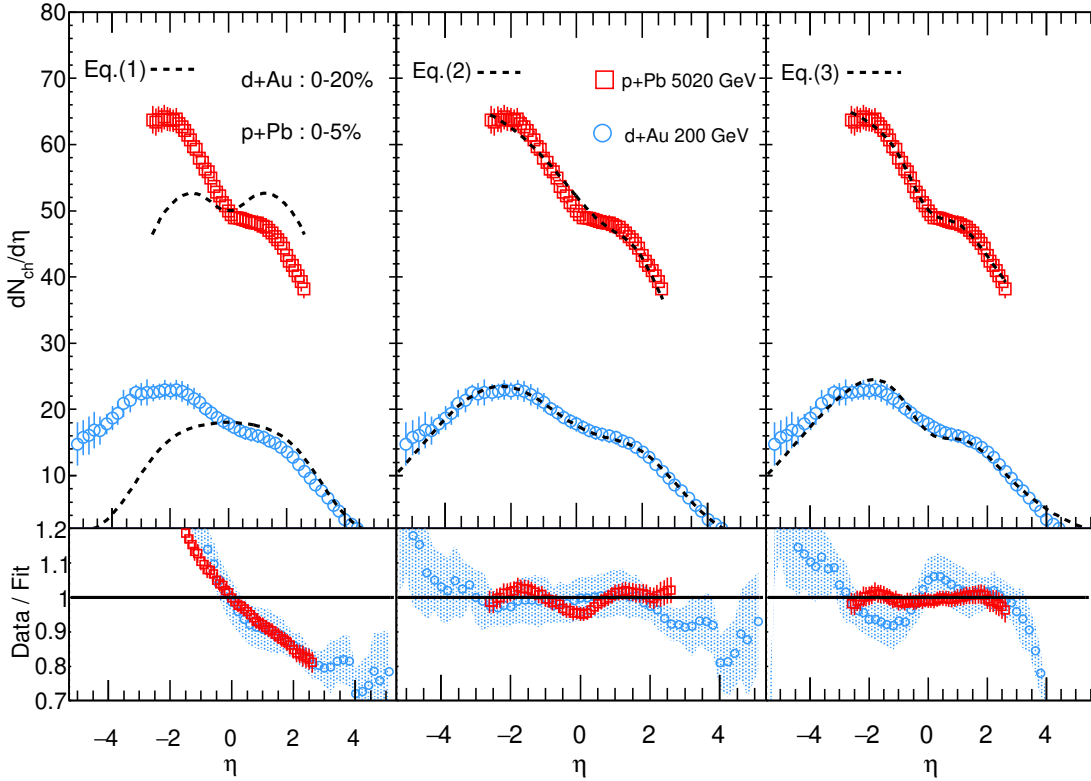 80
70
60
50
40
30
20
10
dN_ch/dη
Eq.(1)
d+Au : 0-20%
p+Pb : 0-5%
Eq.(2)
p+Pb 5020 GeV
d+Au 200 GeV
Eq.(3)
1.2
1.1
1
0.9
0.8
0.7
Data / Fit
−4 −2 0 2 4
−4 −2 0 2 4
−4 −2 0 2 4
η
η
η